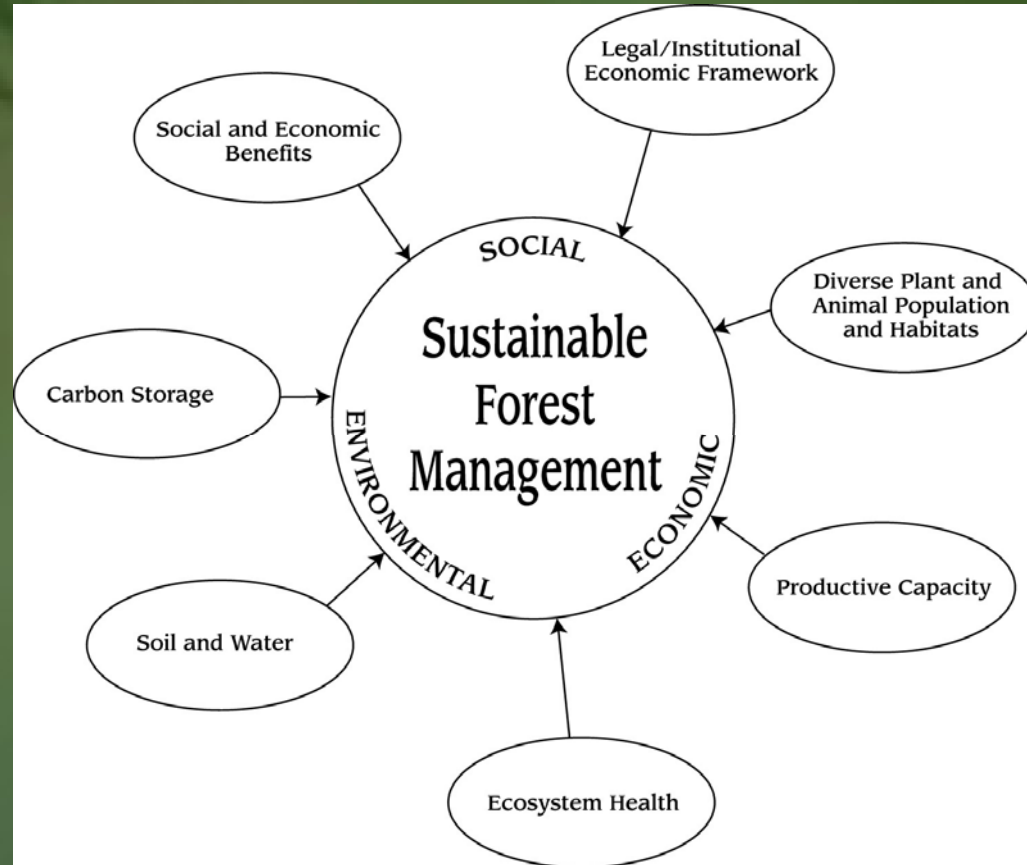 Legal/Institutional
Economic Framework
Social and Economic
Benefits
SOCIAL
Diverse Plant and
Animal Population
and Habitats
Sustainable
Forest
Management
Carbon Storage
ENVIRONMENTAL
ECONOMIC
Productive Capacity
Soil and Water
Ecosystem Health